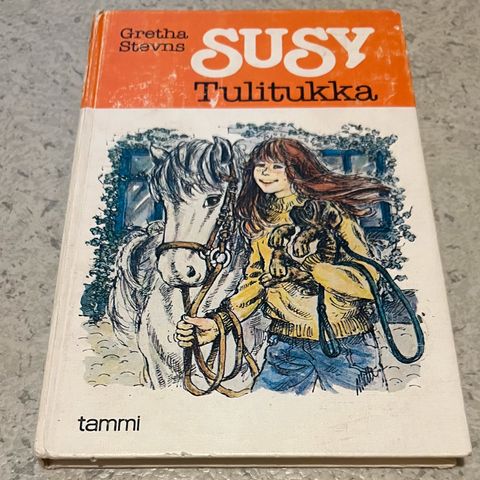 Gretha
Stevns
SUSY
Tulitukka
tammi